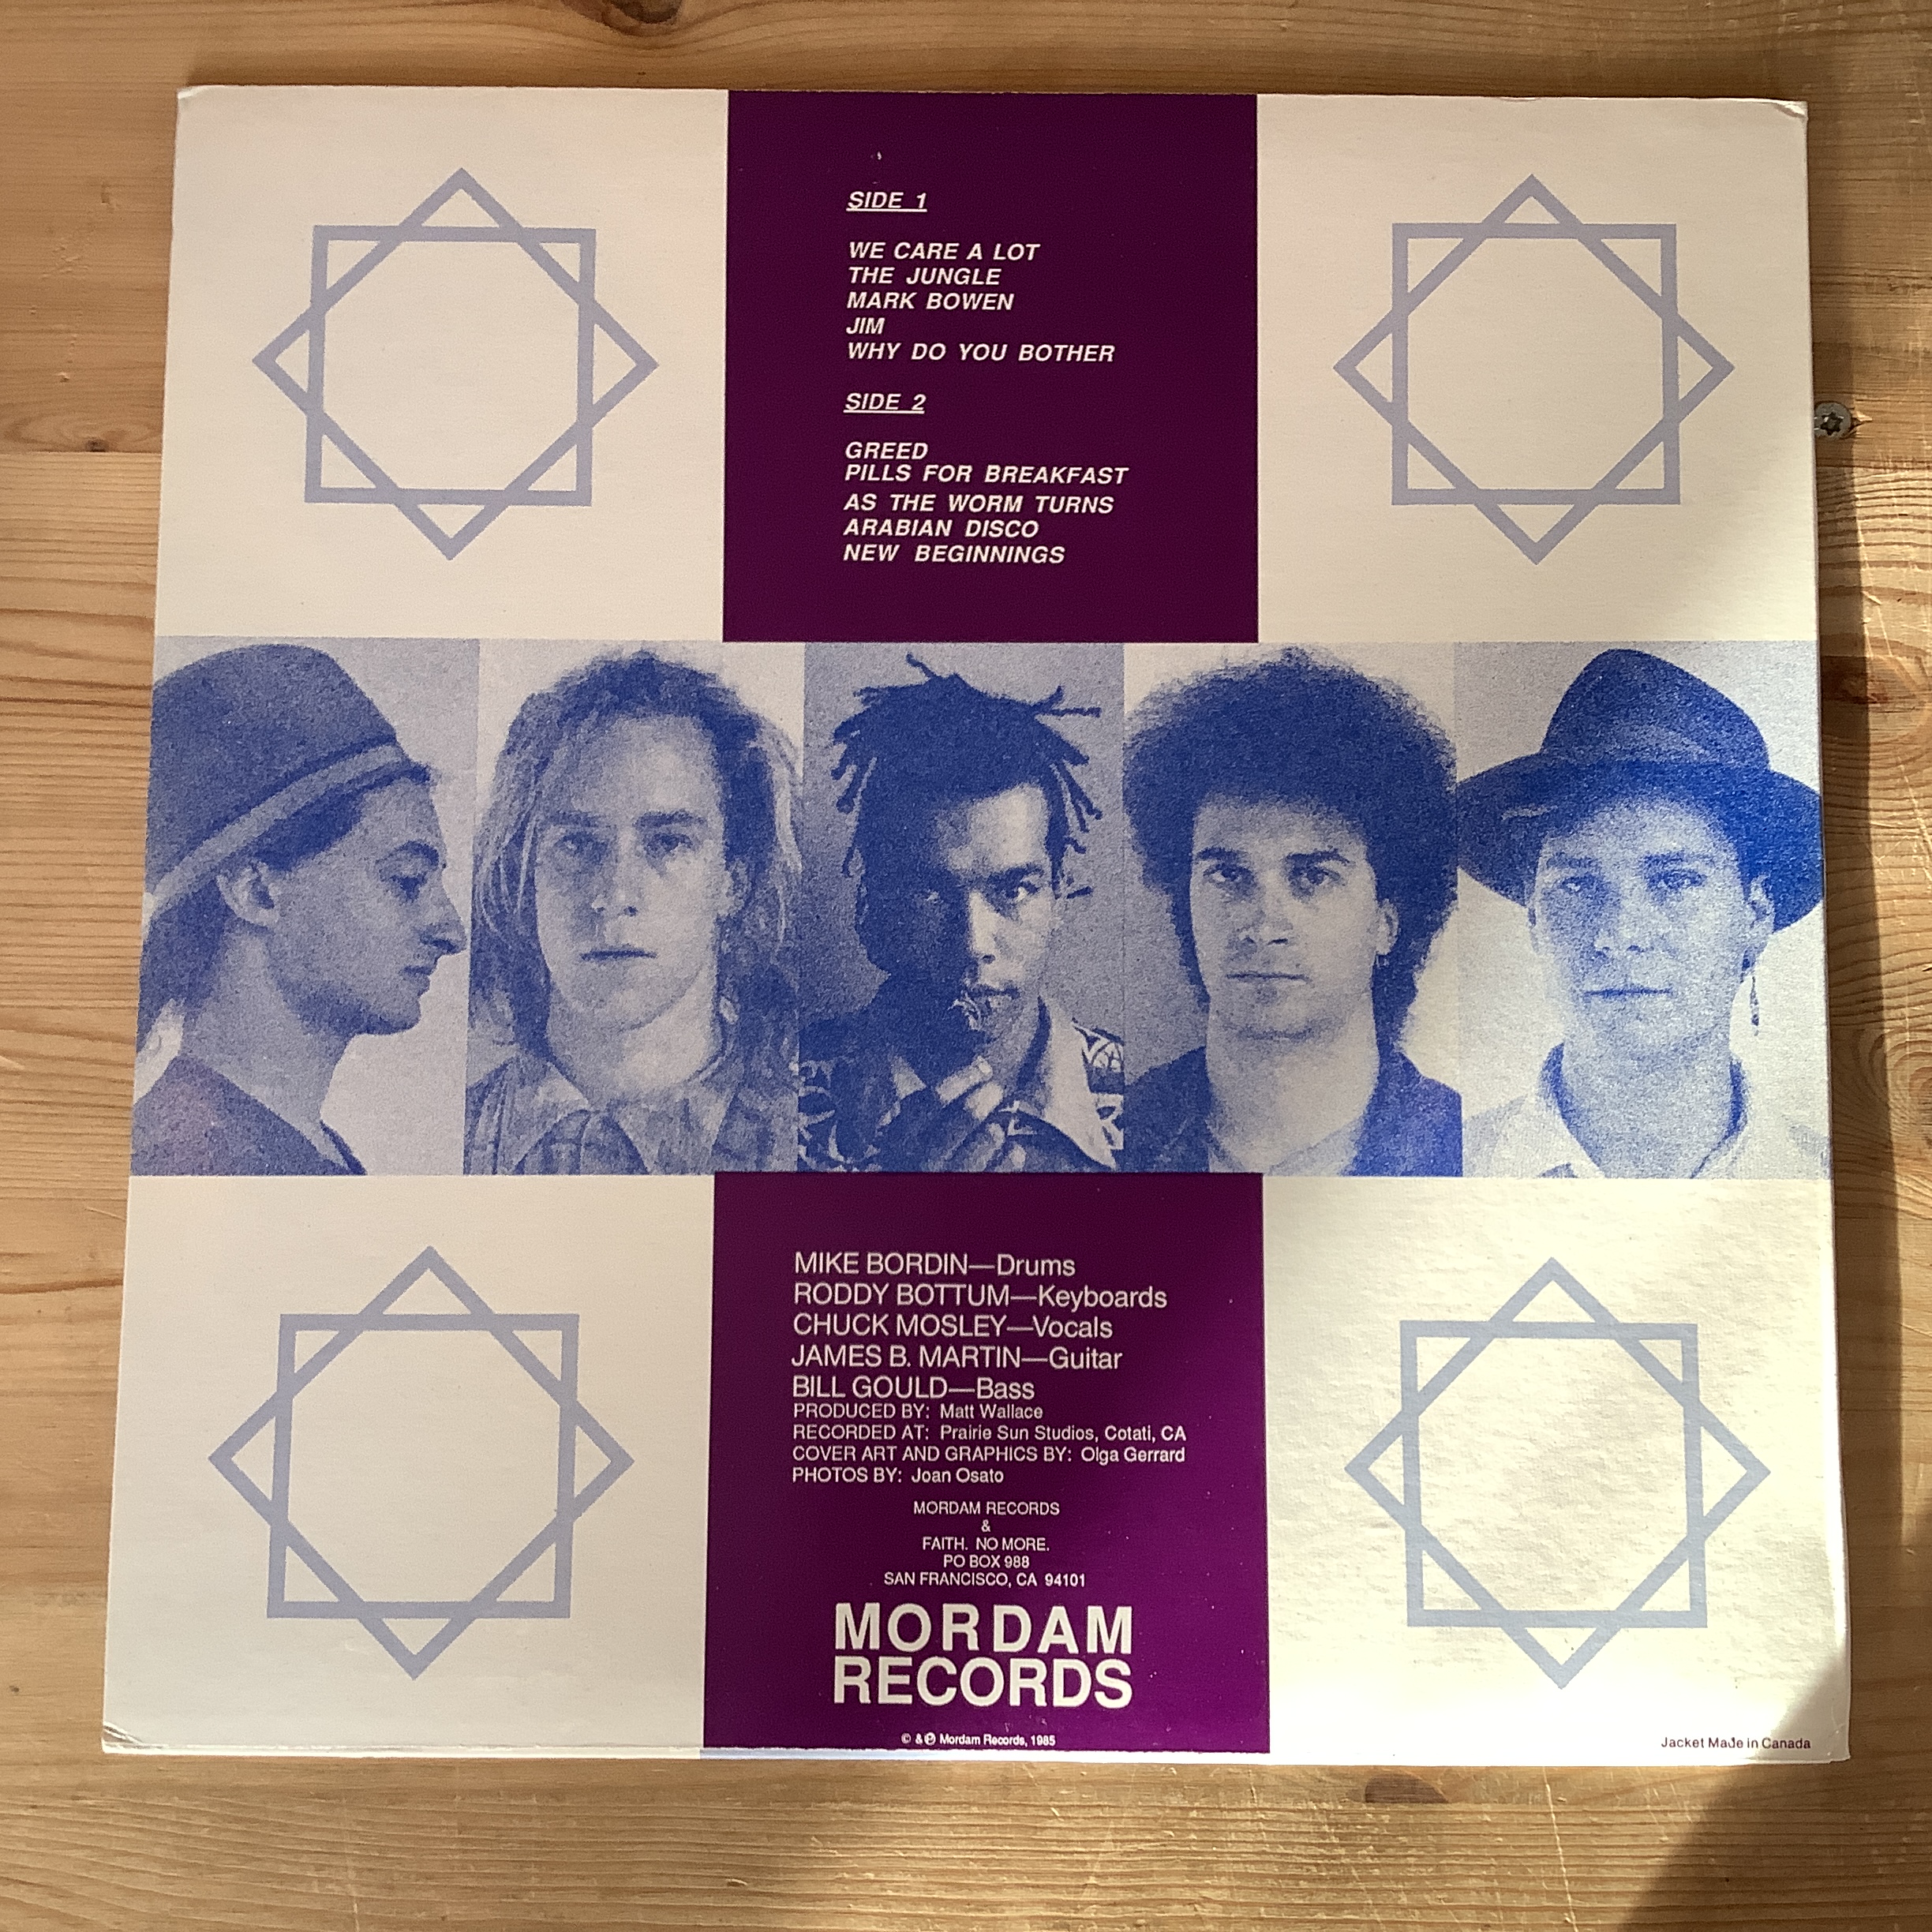 SIDE 1
WE CARE A LOT
THE JUNGLE
MARK BOWEN
JIM
WHY DO YOU BOTHER
SIDE 2
GREED
PILLS FOR BREAKFAST
AS THE WORM TURNS
ARABIAN DISCO
NEW BEGINNINGS
MIKE BORDIN—Drums
RODDY BOTTUM—Keyboards
CHUCK MOSLEY—Vocals
JAMES B. MARTIN—Guitar
BILL GOULD—Bass
PRODUCED BY: Matt Wallace
RECORDED AT: Prairie Sun Studios, Cotati, CA
COVER ART AND GRAPHICS BY: Olga Gerrard
PHOTOS BY: Joan Osato
MORDAM RECORDS
&
FAITH. NO MORE.
PO BOX 988
SAN FRANCISCO, CA 94101
MORDAM
RECORDS
© & ℗ Mordam Records, 1985
Jacket Made in Canada